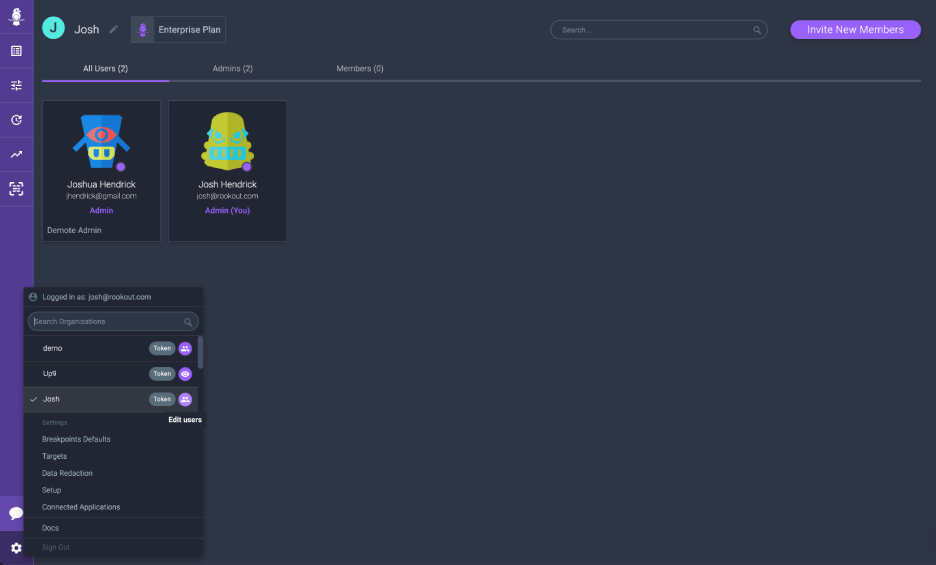 J
Josh
Enterprise Plan
Search...
Invite New Members
All Users (2)
Admins (2)
Members (0)
Joshua Hendrick
jhendrick@gmail.com
Admin
Demote Admin
Josh Hendrick
josh@rookout.com
Admin (You)
Logged in as: josh@rookout.com
Search Organizations
demo
Token
Up9
Token
Josh
Token
Edit users
Settings
Breakpoints Defaults
Targets
Data Redaction
Setup
Connected Applications
Docs
Sign Out